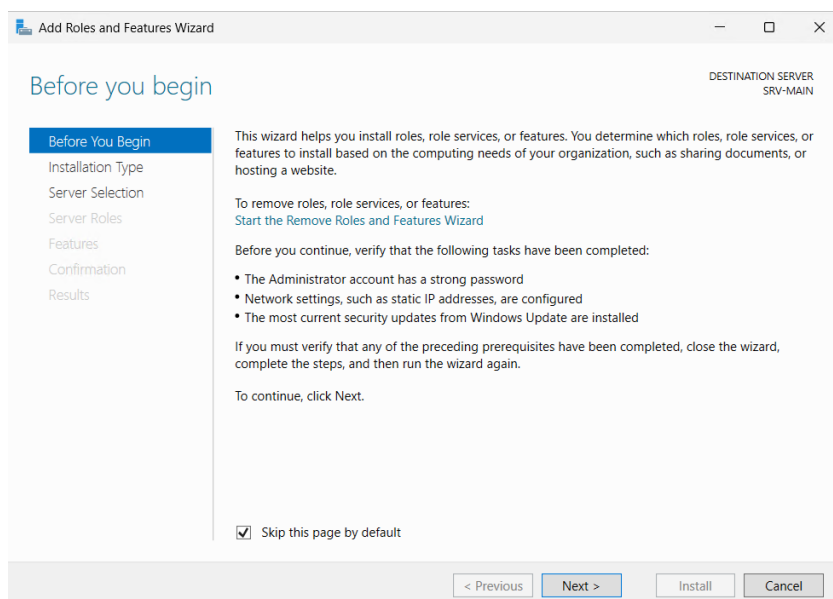 Add Roles and Features Wizard
Before you begin
DESTINATION SERVER
SRV-MAIN
Before You Begin
Installation Type
Server Selection
Server Roles
Features
Confirmation
Results
This wizard helps you install roles, role services, or features. You determine which roles, role services, or
features to install based on the computing needs of your organization, such as sharing documents, or
hosting a website.
To remove roles, role services, or features:
Start the Remove Roles and Features Wizard
Before you continue, verify that the following tasks have been completed:
• The Administrator account has a strong password
• Network settings, such as static IP addresses, are configured
• The most current security updates from Windows Update are installed
If you must verify that any of the preceding prerequisites have been completed, close the wizard,
complete the steps, and then run the wizard again.
To continue, click Next.
Skip this page by default
< Previous
Next >
Install
Cancel